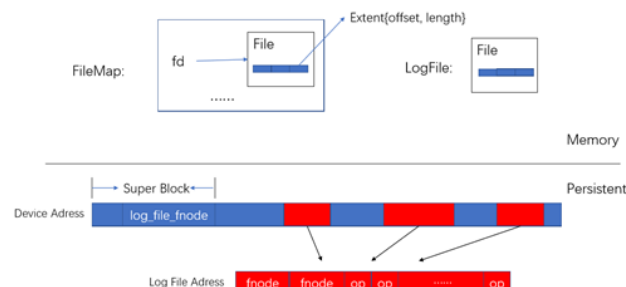 Extent{offset, length}
File
File
fd
FileMap:
LogFile:
......
Memory
Super Block
Persistent
Device Adress
log_file_fnode
Log File Adress
fnode
fnode
op
op
......
op